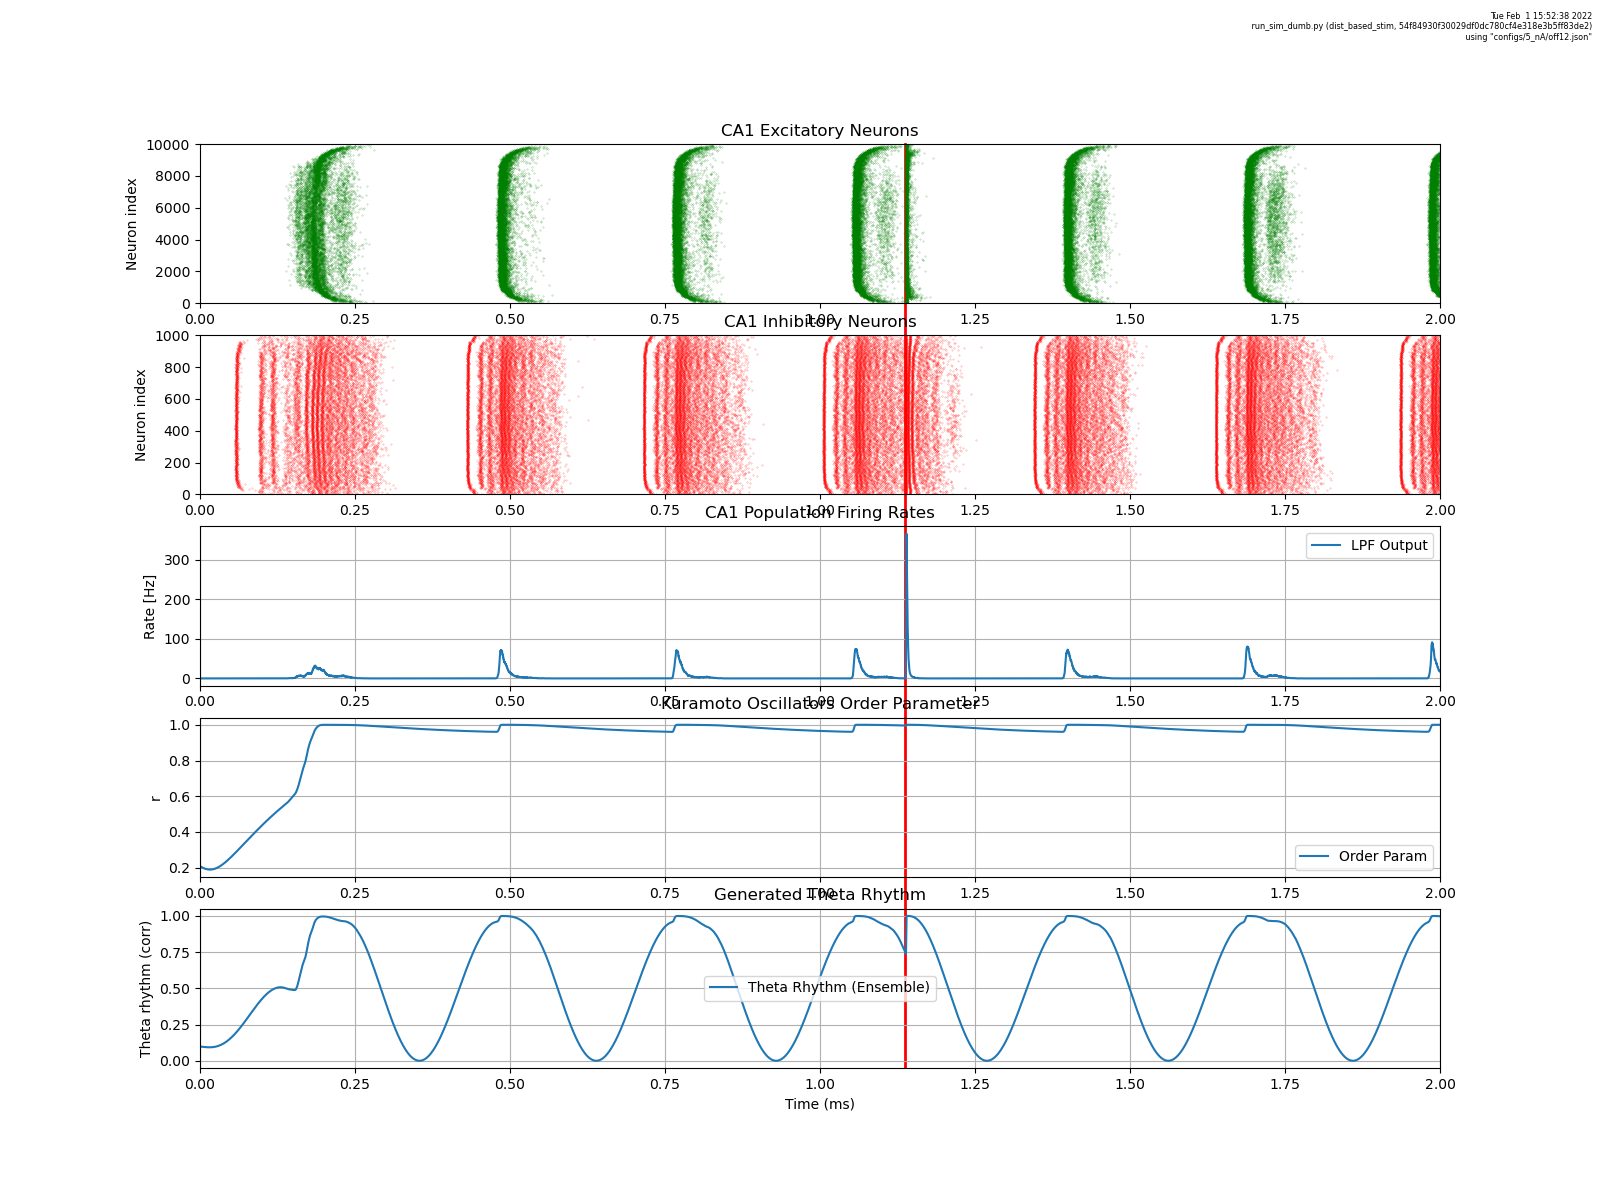 Tue Feb  1 15:52:38 2022
run_sim_dumb.py (dist_based_stim, 54f84930f30029df0dc780cf4e318e3b5ff83de2)
using "configs/5_nA/off12.json"
CA1 Excitatory Neurons
Neuron index
10000
8000
6000
4000
2000
0
0.00 0.25 0.50 0.75 1.00 1.25 1.50 1.75 2.00
CA1 Inhibitory Neurons
Neuron index
1000
800
600
400
200
0
0.00 0.25 0.50 0.75 1.00 1.25 1.50 1.75 2.00
CA1 Population Firing Rates
Rate [Hz]
300
200
100
0
LPF Output
0.00 0.25 0.50 0.75 1.00 1.25 1.50 1.75 2.00
Kuramoto Oscillators Order Parameter
r
1.0
0.8
0.6
0.4
0.2
Order Param
0.00 0.25 0.50 0.75 1.00 1.25 1.50 1.75 2.00
Generated Theta Rhythm
Theta rhythm (corr)
1.00
0.75
0.50
0.25
0.00
Theta Rhythm (Ensemble)
0.00 0.25 0.50 0.75 1.00 1.25 1.50 1.75 2.00
Time (ms)